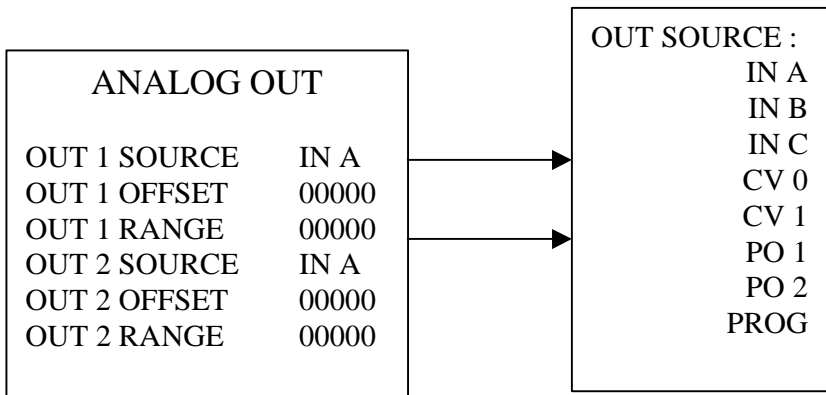 ANALOG OUT
OUT 1 SOURCE IN A
OUT 1 OFFSET 00000
OUT 1 RANGE 00000
OUT 2 SOURCE IN A
OUT 2 OFFSET 00000
OUT 2 RANGE 00000
OUT SOURCE :
IN A
IN B
IN C
CV 0
CV 1
PO 1
PO 2
PROG